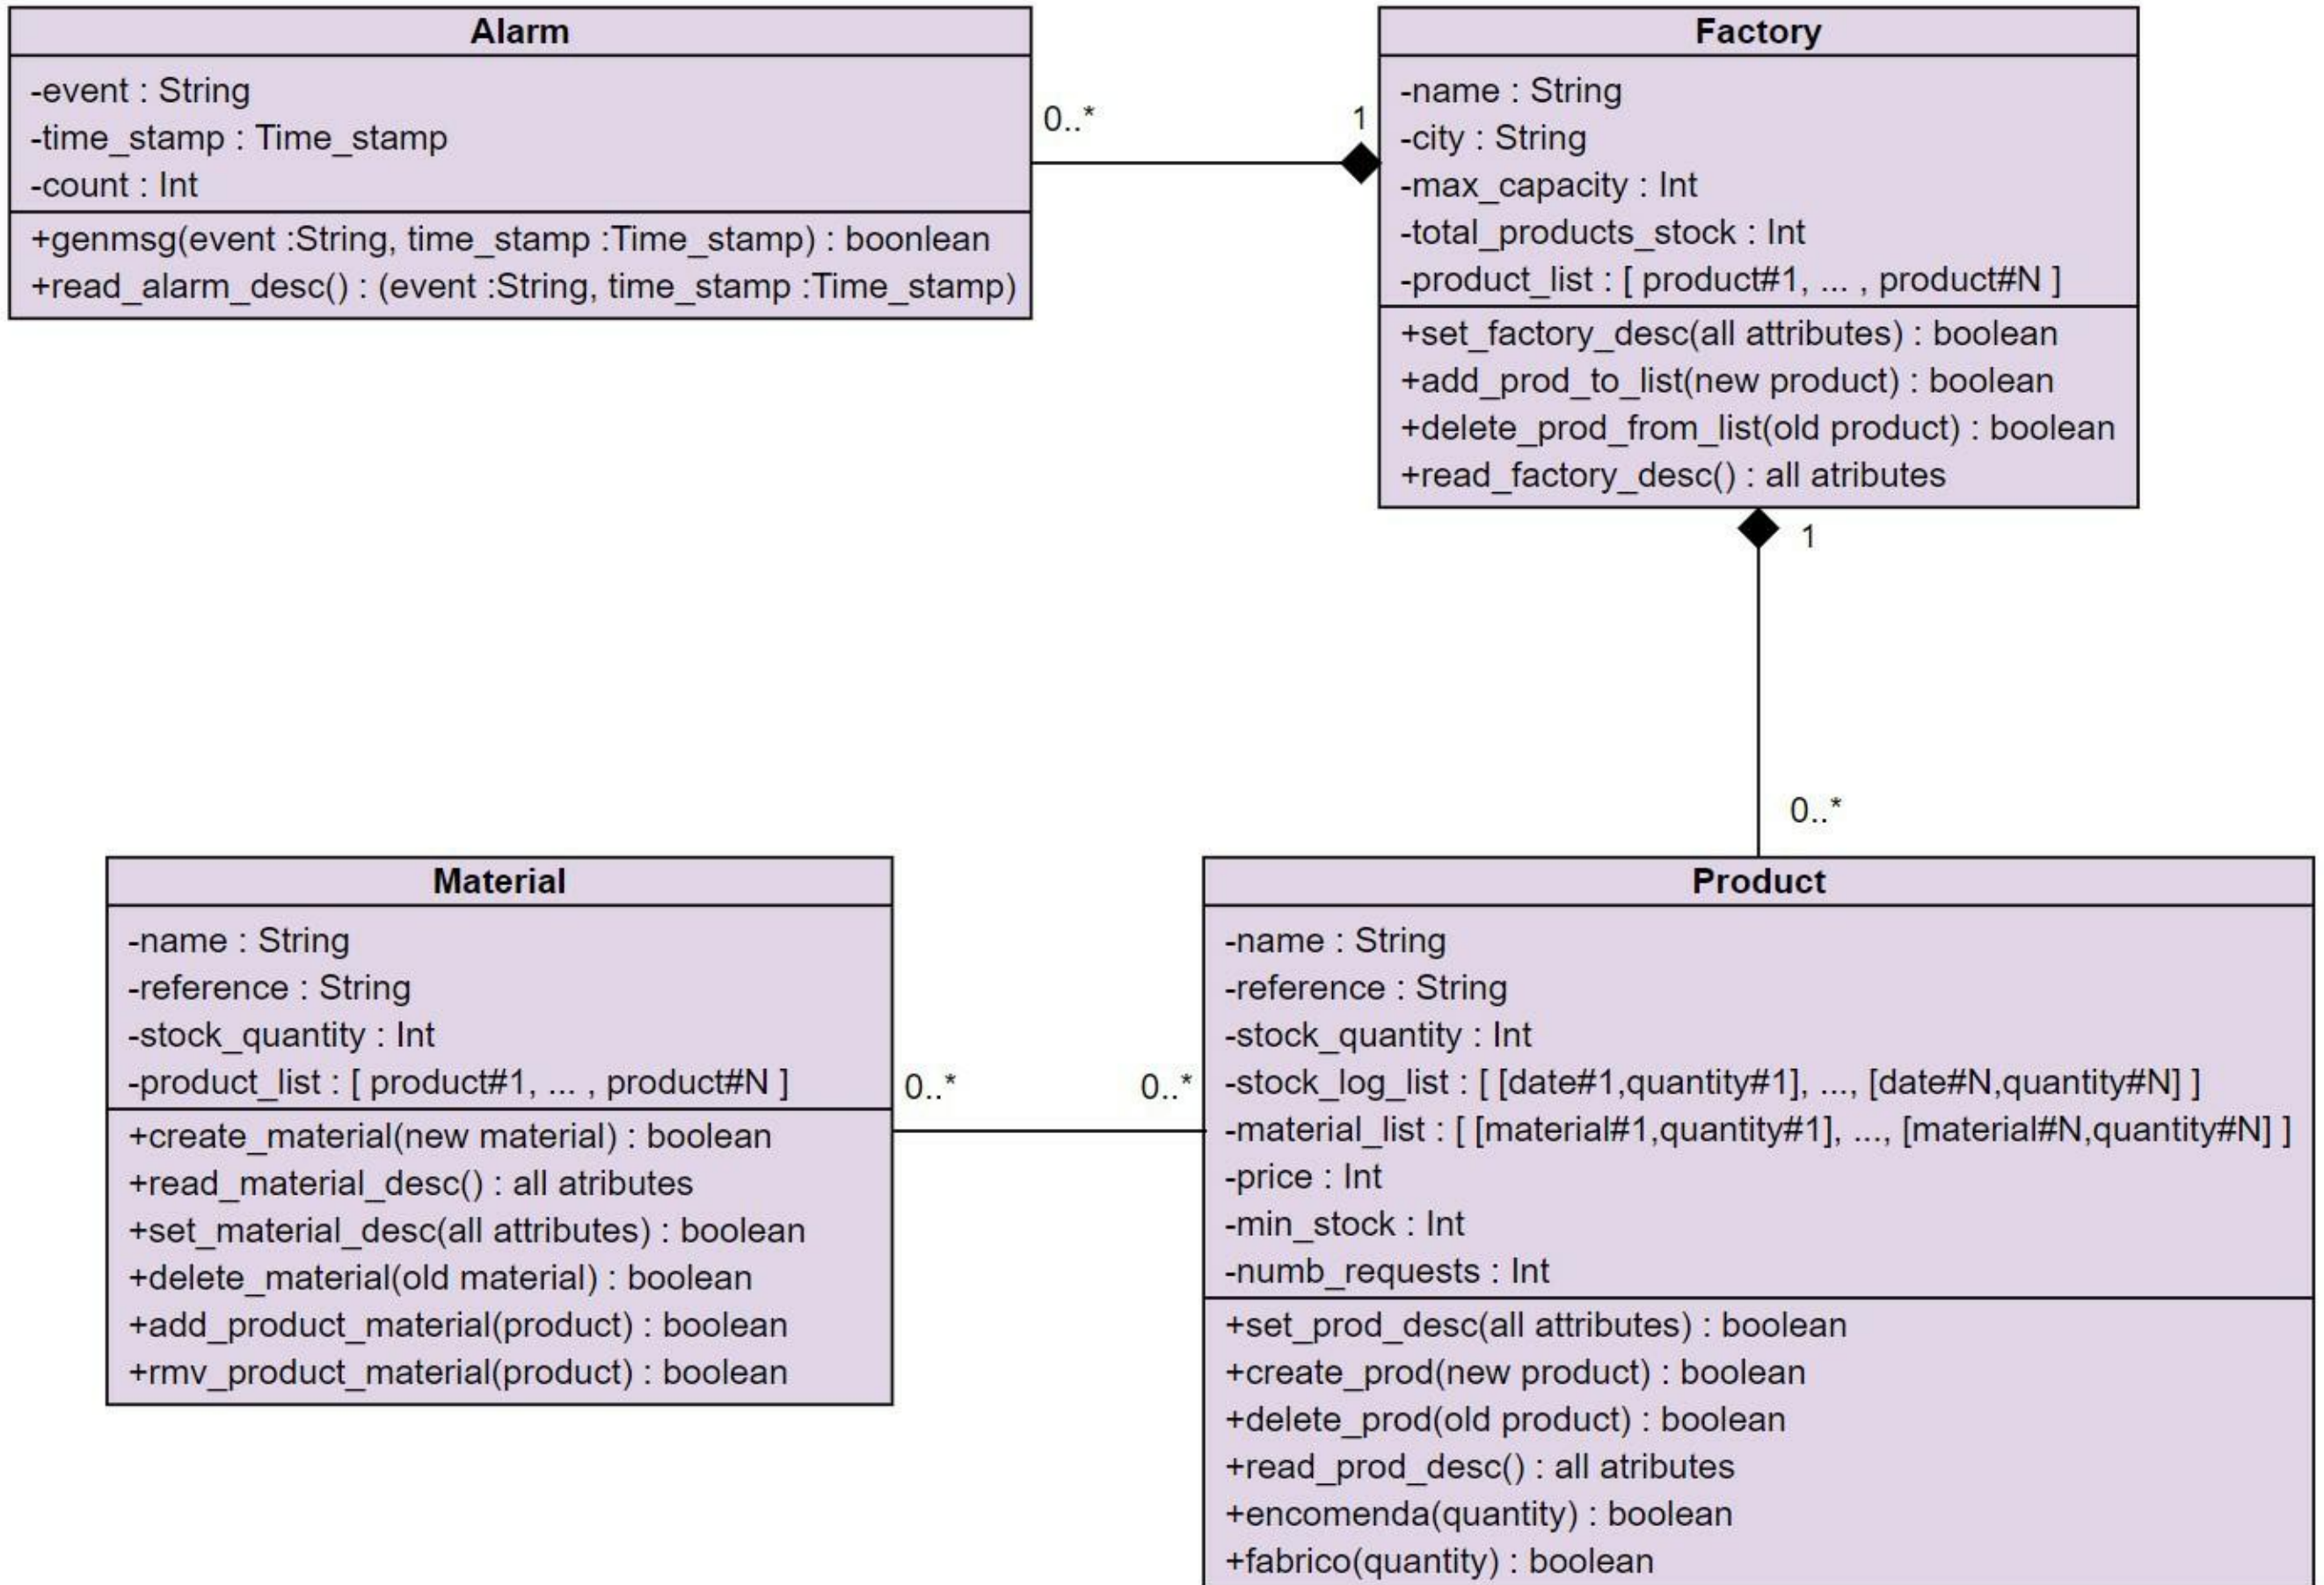 Alarm
-event : String
-time_stamp : Time_stamp
-count : Int
+genmsg(event :String, time_stamp :Time_stamp) : boonlean
+read_alarm_desc() : (event :String, time_stamp :Time_stamp)
0..*
1
Factory
-name : String
-city : String
-max_capacity : Int
-total_products_stock : Int
-product_list : [ product#1, ... , product#N ]
+set_factory_desc(all attributes) : boolean
+add_prod_to_list(new product) : boolean
+delete_prod_from_list(old product) : boolean
+read_factory_desc() : all atributes
1
0..*
Material
-name : String
-reference : String
-stock_quantity : Int
-product_list : [ product#1, ... , product#N ]
+create_material(new material) : boolean
+read_material_desc() : all atributes
+set_material_desc(all attributes) : boolean
+delete_material(old material) : boolean
+add_product_material(product) : boolean
+rmv_product_material(product) : boolean
0..*
0..*
Product
-name : String
-reference : String
-stock_quantity : Int
-stock_log_list : [ [date#1,quantity#1], ..., [date#N,quantity#N] ]
-material_list : [ [material#1,quantity#1], ..., [material#N,quantity#N] ]
-price : Int
-min_stock : Int
-numb_requests : Int
+set_prod_desc(all attributes) : boolean
+create_prod(new product) : boolean
+delete_prod(old product) : boolean
+read_prod_desc() : all atributes
+encomenda(quantity) : boolean
+fabrico(quantity) : boolean